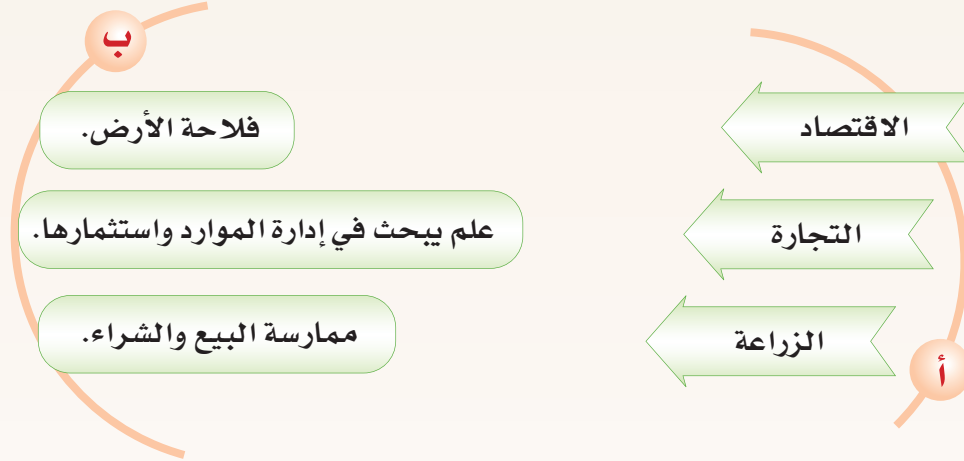 أ
الاقتصاد
التجارة
الزراعة
ب
فلاحة الأرض.
علم يبحث في إدارة الموارد واستثمارها.
ممارسة البيع والشراء.